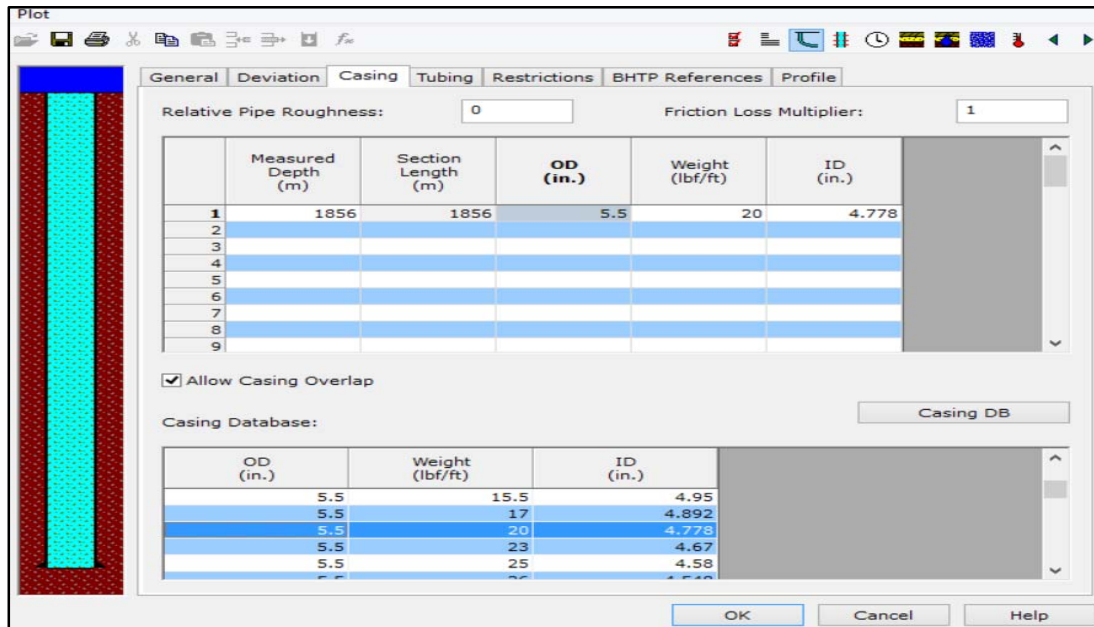 Plot
General Deviation Casing Tubing Restrictions BHTP References Profile
Relative Pipe Roughness: 0 Friction Loss Multiplier: 1
Measured Depth (m) Section Length (m) OD (in.) Weight (lbf/ft) ID (in.)
1 1856 1856 5.5 20 4.778
2
3
4
5
6
7
8
9
Allow Casing Overlap
Casing DB
Casing Database:
OD (in.) Weight (lbf/ft) ID (in.)
5.5 15.5 4.95
5.5 17 4.892
5.5 20 4.778
5.5 23 4.67
5.5 25 4.58
OK Cancel Help